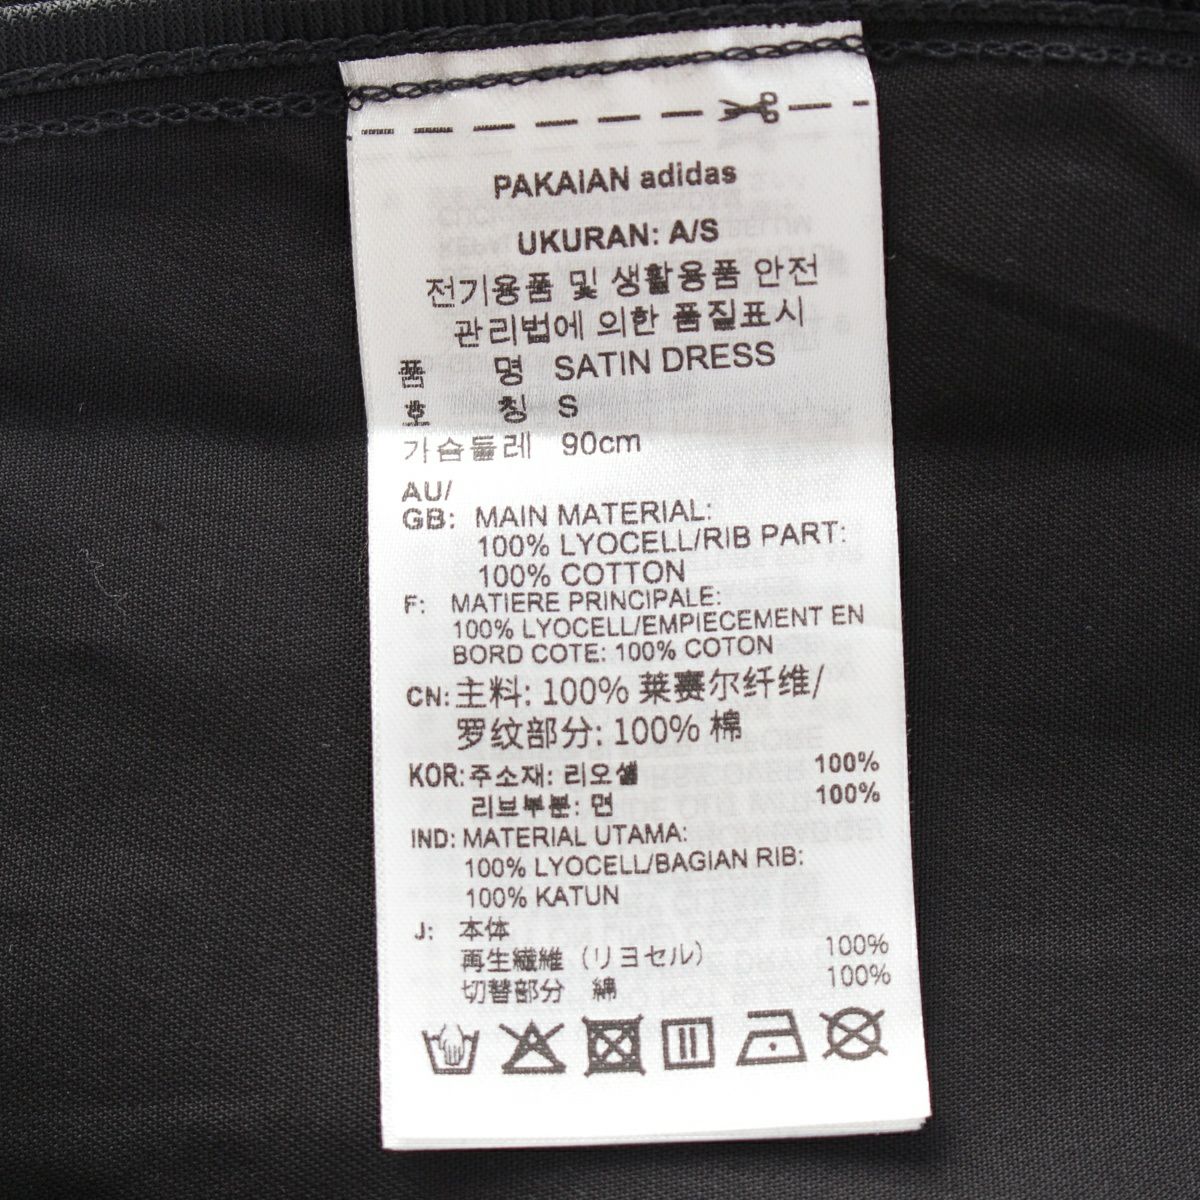 PAKAIAN adidas
UKURAN: A/S
전기용품 및 생활용품 안전
관리법에 의한 품질표시
품 명 SATIN DRESS
호 칭 S
가슴둘레 90cm
AU/
GB: MAIN MATERIAL:
100% LYOCELL/RIB PART:
100% COTTON
F: MATIERE PRINCIPALE:
100% LYOCELL/EMPIECEMENT EN
BORD COTE: 100% COTON
CN: 主料: 100% 莱赛尔纤维/
罗纹部分: 100% 棉
KOR: 주소재: 리오셀 100%
리브부분: 면 100%
IND: MATERIAL UTAMA:
100% LYOCELL/BAGIAN RIB:
100% KATUN
J: 本体
再生繊維（リヨセル） 100%
切替部分 綿 100%